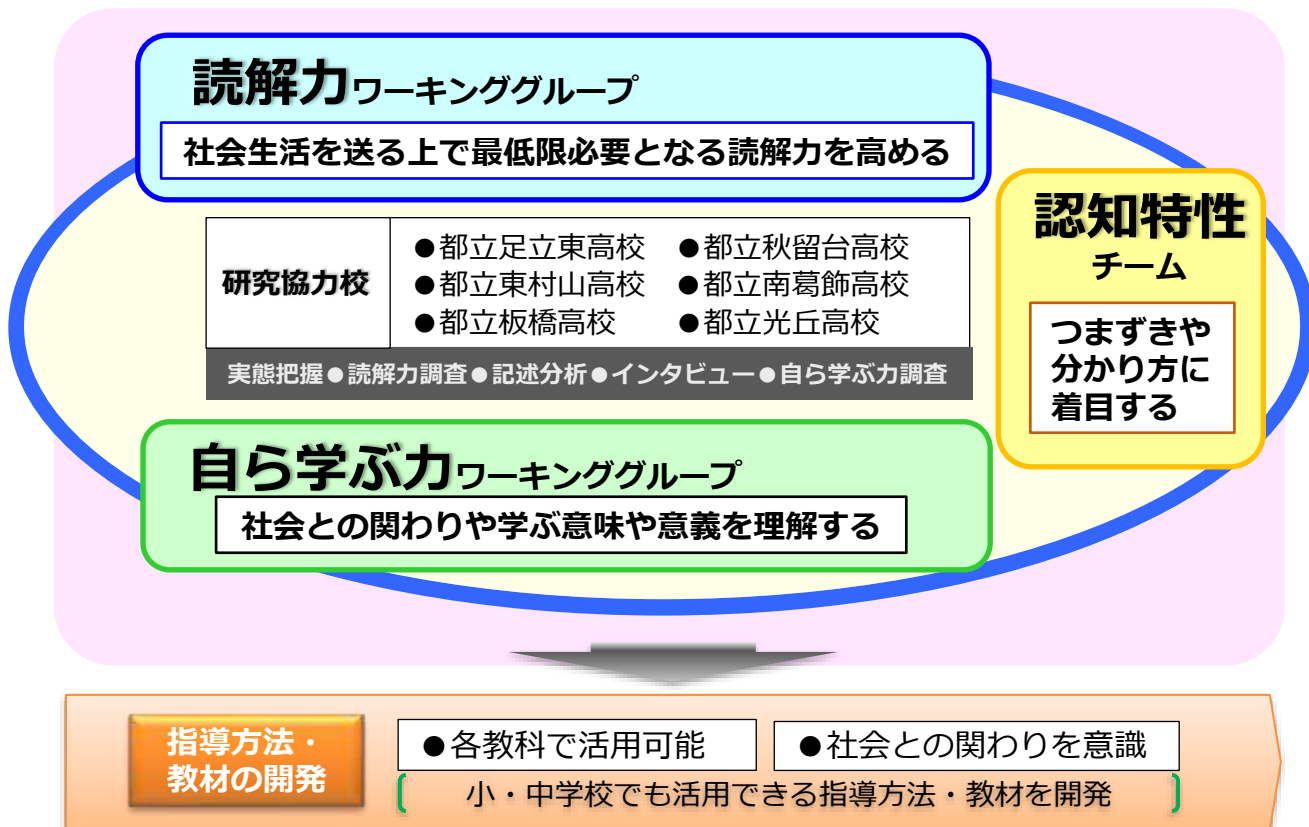 読解力ワーキンググループ
社会生活を送る上で最低限必要となる読解力を高める
研究協力校
●都立足立東高校 ●都立秋留台高校
●都立東村山高校 ●都立南葛飾高校
●都立板橋高校 ●都立光丘高校
実態把握●読解力調査●記述分析●インタビュー●自ら学ぶ力調査
認知特性
チーム
つまずきや
分かり方に
着目する
自ら学ぶ力ワーキンググループ
社会との関わりや学ぶ意味や意義を理解する
指導方法・
教材の開発
●各教科で活用可能
●社会との関わりを意識
小・中学校でも活用できる指導方法・教材を開発